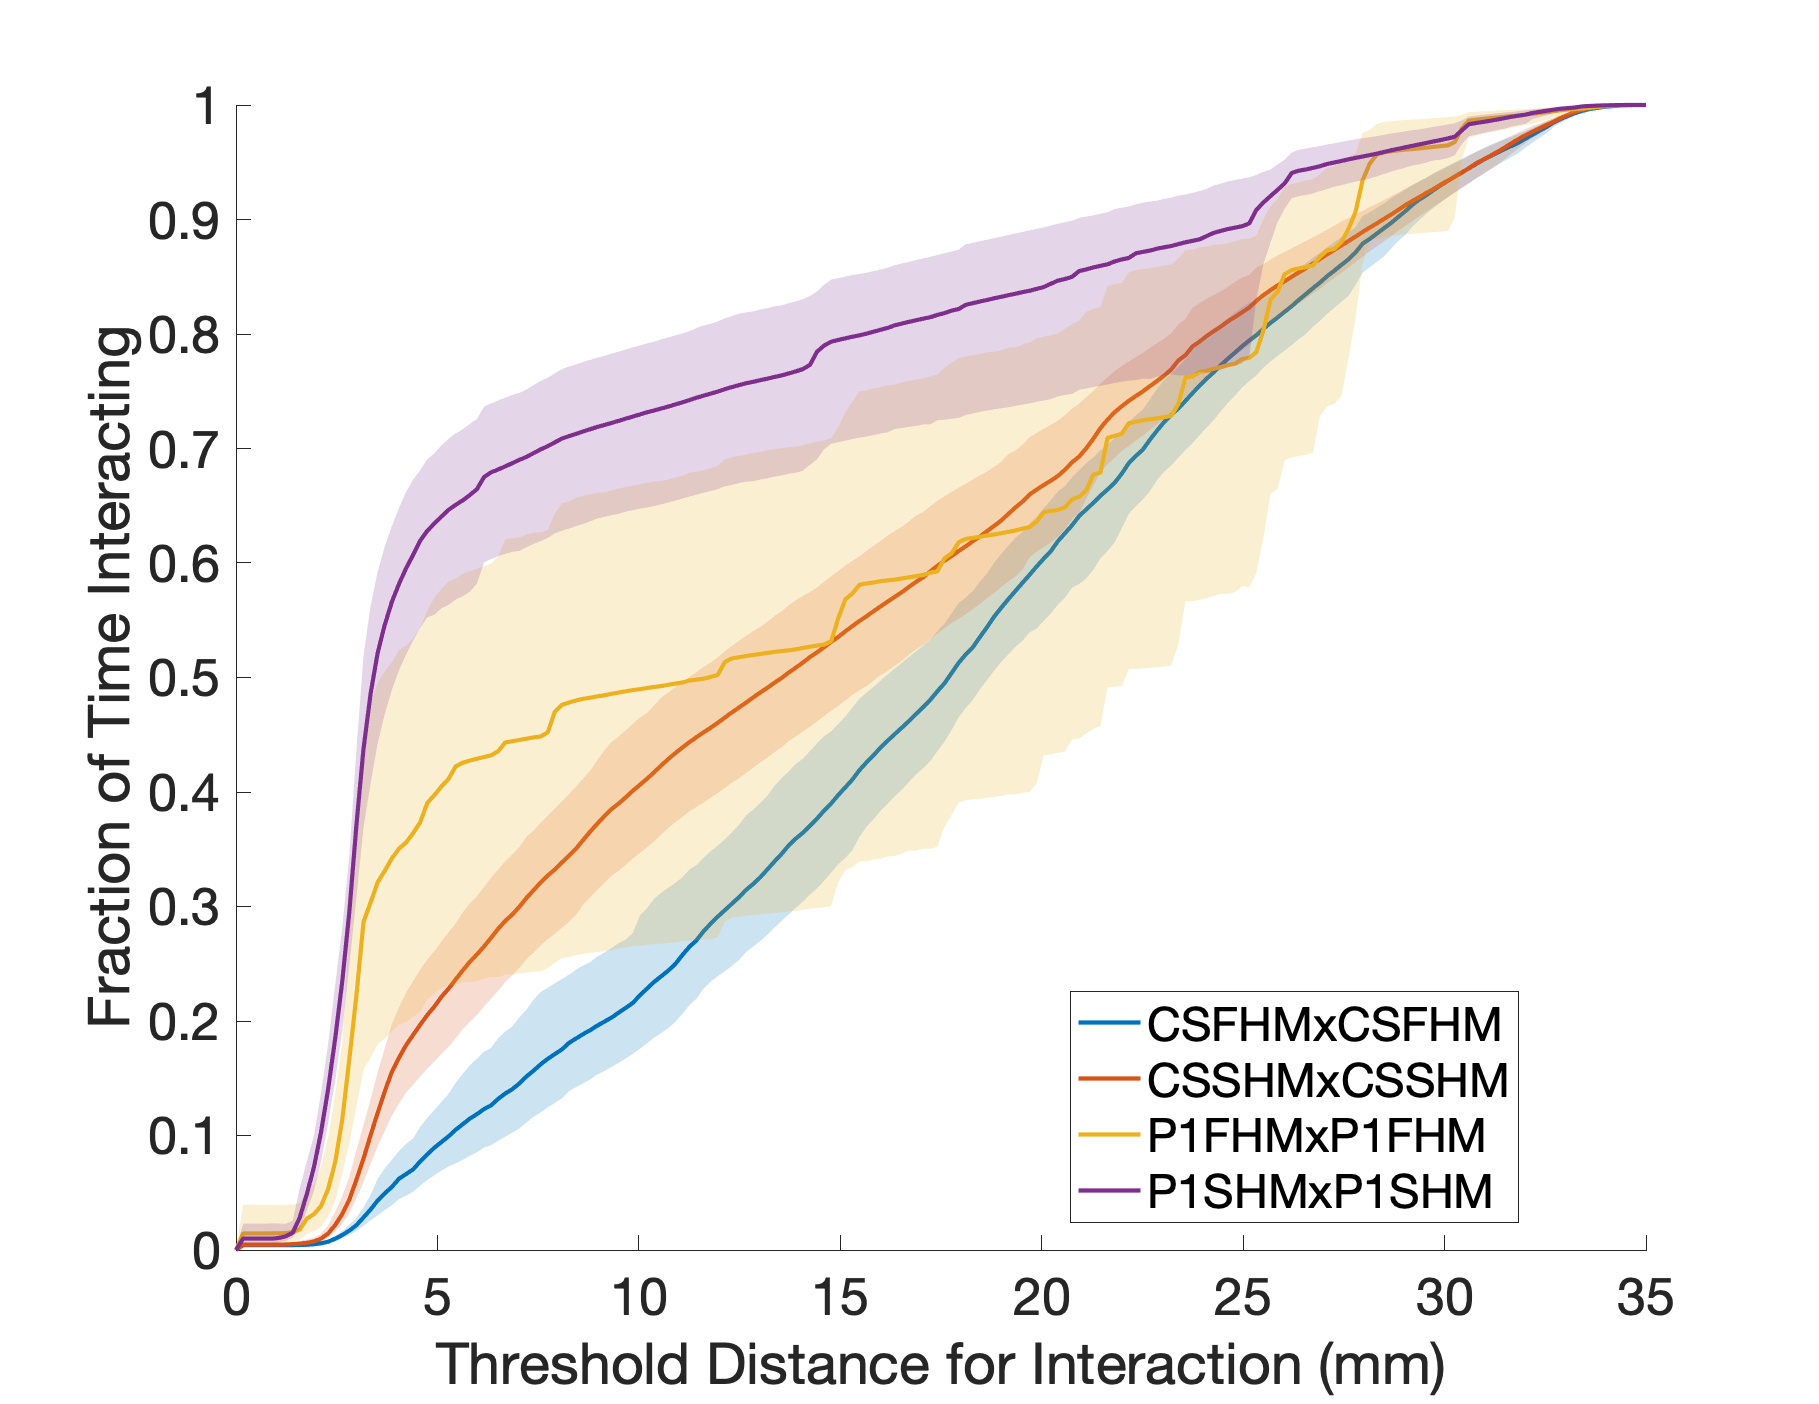 Fraction of Time Interacting
1
0.9
0.8
0.7
0.6
0.5
0.4
0.3
0.2
0.1
0
0 5 10 15 20 25 30 35
Threshold Distance for Interaction (mm)
CSFHMxCSFHM
CSSHMxCSSHM
P1FHMxP1FHM
P1SHMxP1SHM